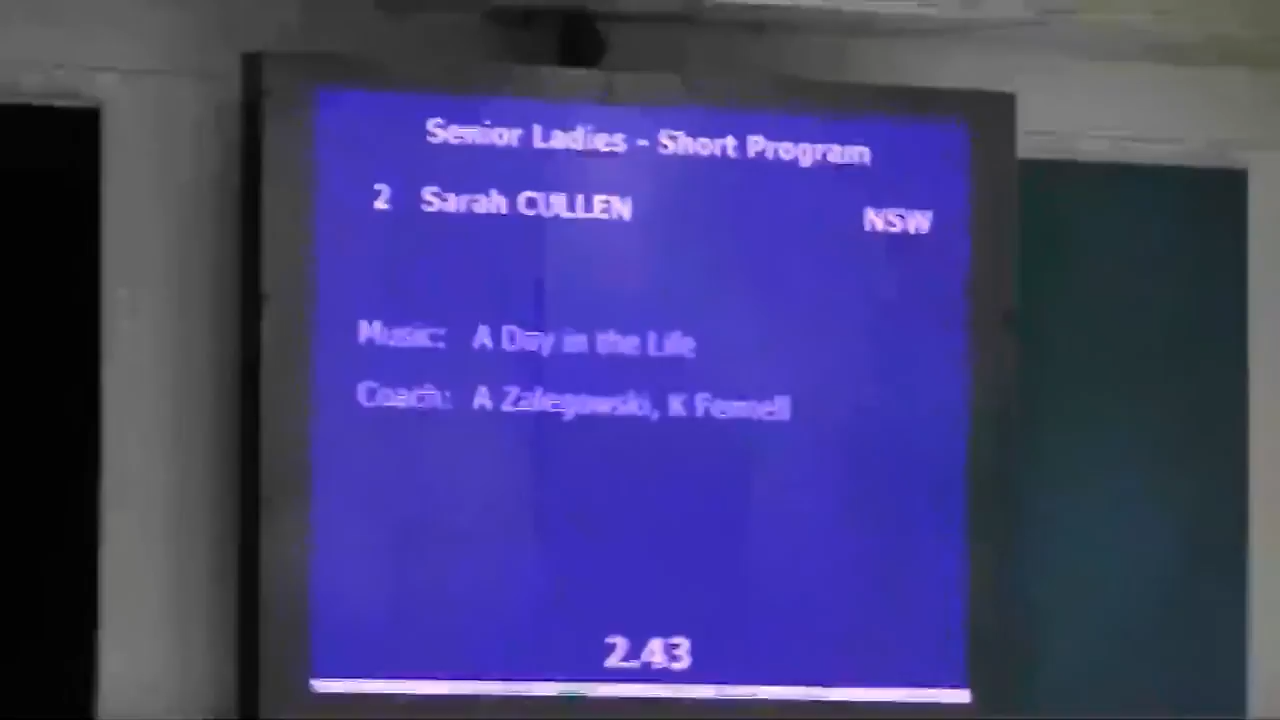 Senior Ladies - Short Program
2 Sarah CULLEN NSW
Music: A Day in the Life
Coach: A Zalegowski, K Fennell
2.43